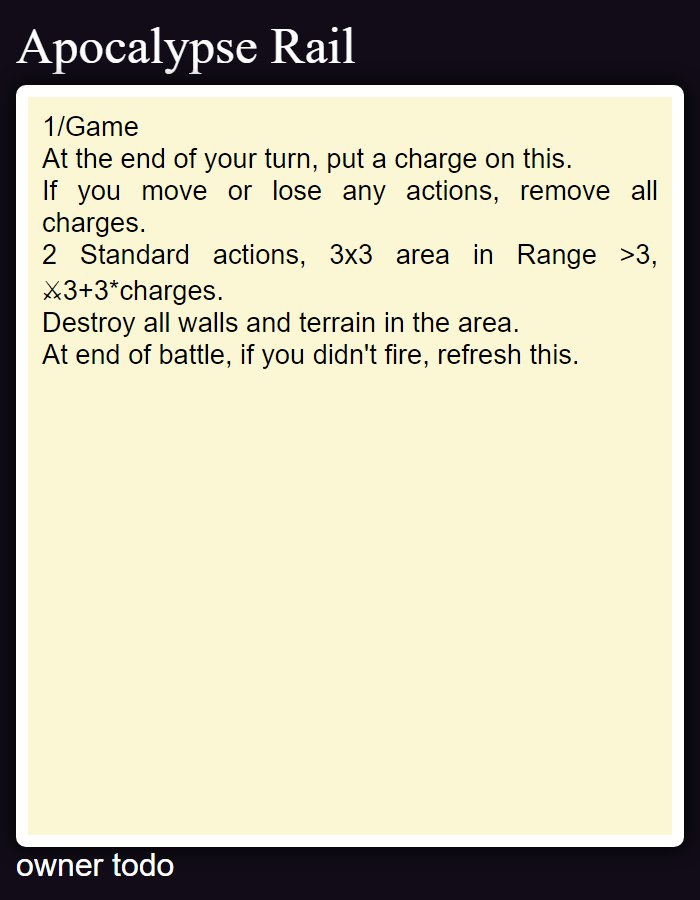 Apocalypse Rail
1/Game
At the end of your turn, put a charge on this.
If you move or lose any actions, remove all
charges.
2 Standard actions, 3x3 area in Range >3,
⚔3+3*charges.
Destroy all walls and terrain in the area.
At end of battle, if you didn't fire, refresh this.
owner todo